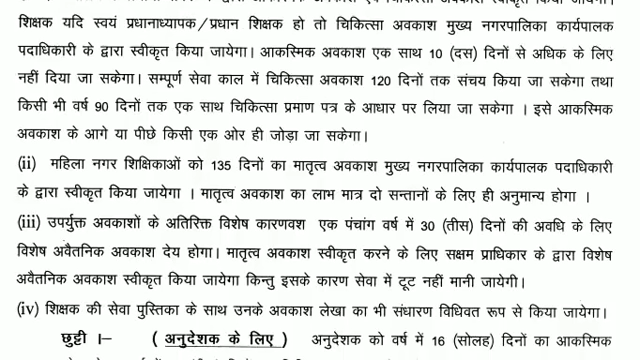 शिक्षक यदि स्वयं प्रधानाध्यापक/प्रधान शिक्षक हो तो चिकित्सा अवकाश मुख्य नगरपालिका कार्यपालक
पदाधिकारी के द्वारा स्वीकृत किया जायेगा। आकस्मिक अवकाश एक साथ 10 (दस) दिनों से अधिक के लिए
नहीं दिया जा सकेगा। सम्पूर्ण सेवा काल में चिकित्सा अवकाश 120 दिनों तक संचय किया जा सकेगा तथा
किसी भी वर्ष 90 दिनों तक एक साथ चिकित्सा प्रमाण पत्र के आधार पर लिया जा सकेगा । इसे आकस्मिक
अवकाश के आगे या पीछे किसी एक ओर ही जोड़ा जा सकेगा।
(ii) महिला नगर शिक्षिकाओं को 135 दिनों का मातृत्व अवकाश मुख्य नगरपालिका कार्यपालक पदाधिकारी
के द्वारा स्वीकृत किया जायेगा । मातृत्व अवकाश का लाभ मात्र दो सन्तानों के लिए ही अनुमान्य होगा ।
(iii) उपर्युक्त अवकाशों के अतिरिक्त विशेष कारणवश एक पंचांग वर्ष में 30 (तीस) दिनों की अवधि के लिए
विशेष अवैतनिक अवकाश देय होगा। मातृत्व अवकाश स्वीकृत करने के लिए सक्षम प्राधिकार के द्वारा विशेष
अवैतनिक अवकाश स्वीकृत किया जायेगा किन्तु इसके कारण सेवा में टूट नहीं मानी जायेगी।
(iv) शिक्षक की सेवा पुस्तिका के साथ उनके अवकाश लेखा का भी संधारण विधिवत रूप से किया जायेगा।
छुट्टी ।– ( अनुदेशक के लिए ) अनुदेशक को वर्ष में 16 (सोलह) दिनों का आकस्मिक